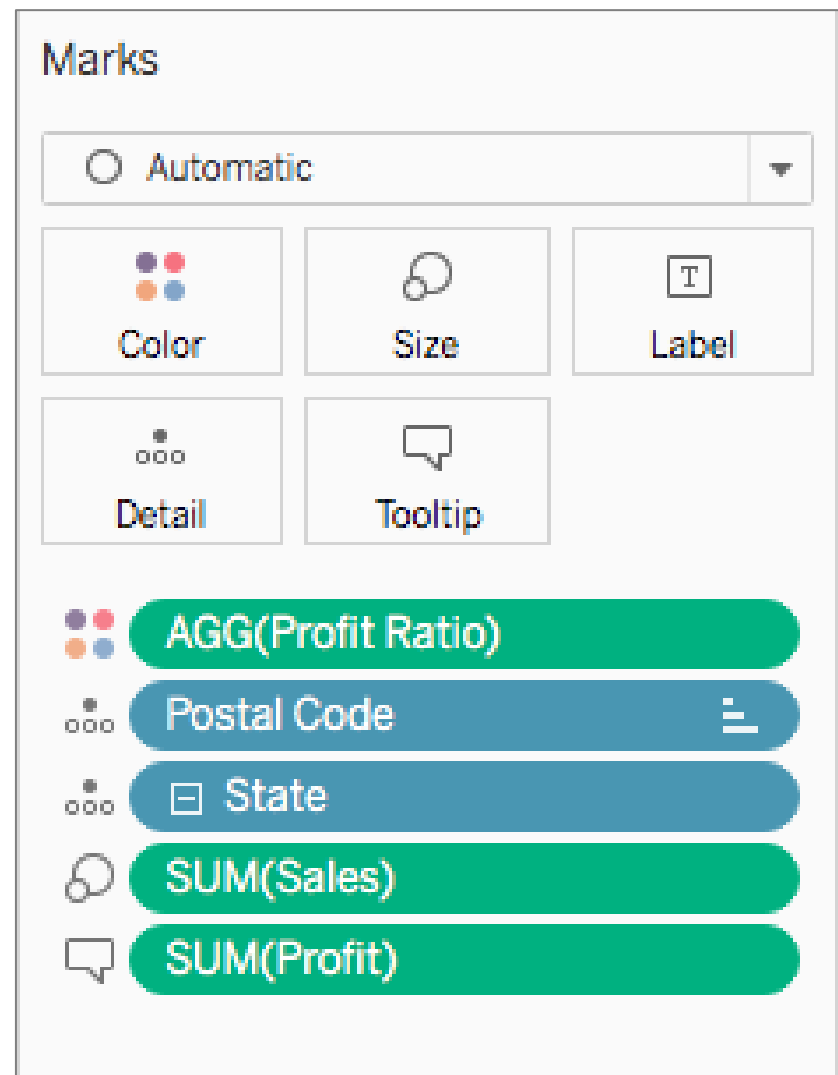 Marks
Automatic
Color Size Label
Detail Tooltip
AGG(Profit Ratio)
Postal Code
State
SUM(Sales)
SUM(Profit)